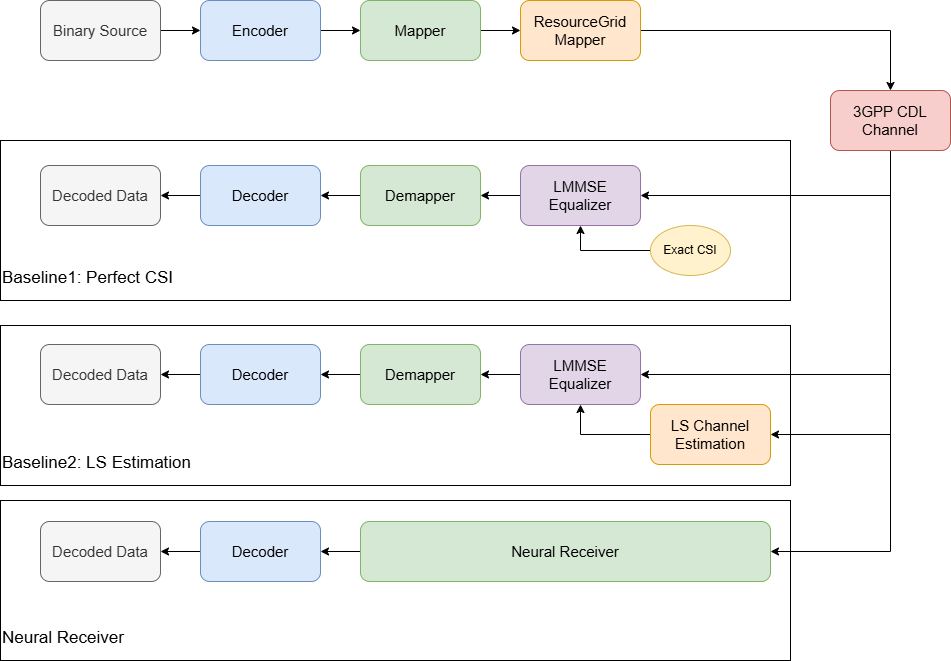 Binary Source
Encoder
Mapper
ResourceGrid
Mapper
3GPP CDL
Channel
Decoded Data
Decoder
Demapper
LMMSE
Equalizer
Exact CSI
Baseline1: Perfect CSI
Decoded Data
Decoder
Demapper
LMMSE
Equalizer
LS Channel
Estimation
Baseline2: LS Estimation
Decoded Data
Decoder
Neural Receiver
Neural Receiver